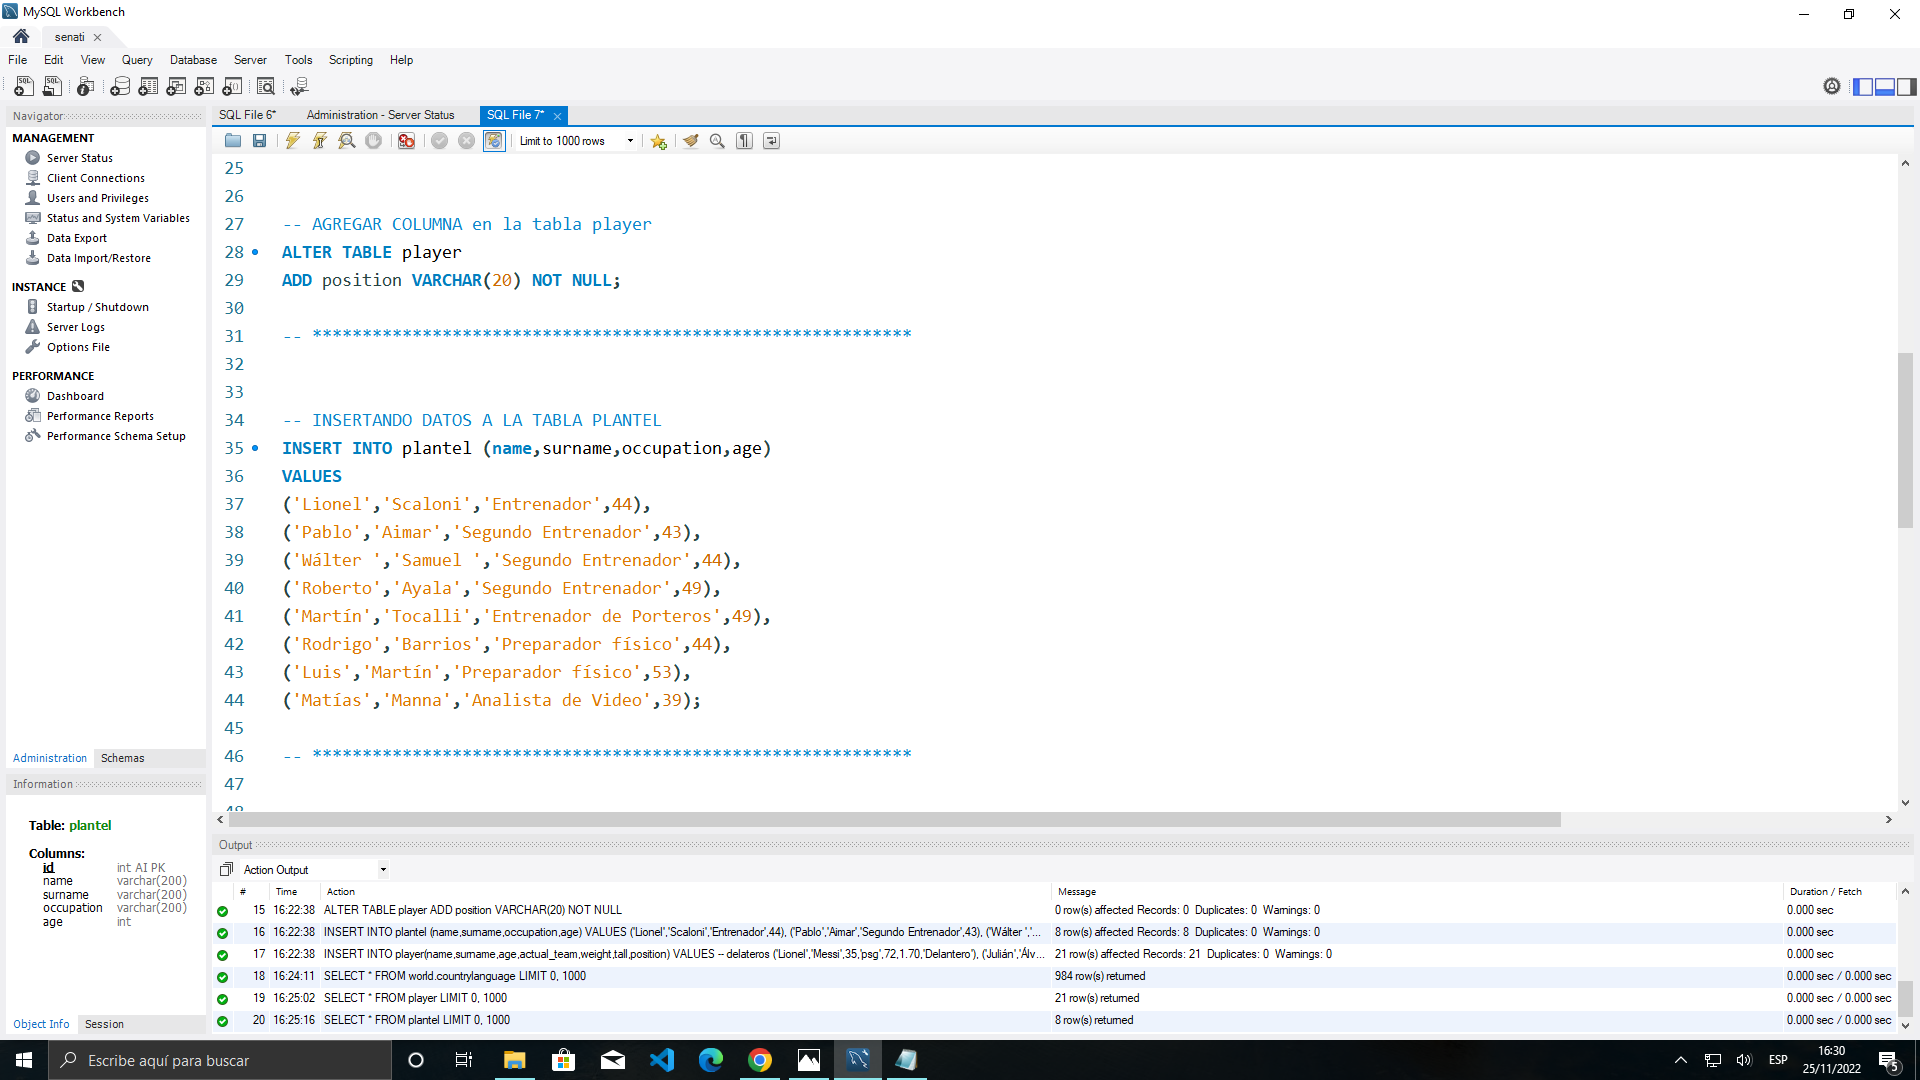 MySQL Workbench
senati
File Edit View Query Database Server Tools Scripting Help
Navigator
MANAGEMENT
Server Status
Client Connections
Users and Privileges
Status and System Variables
Data Export
Data Import/Restore
INSTANCE
Startup / Shutdown
Server Logs
Options File
PERFORMANCE
Dashboard
Performance Reports
Performance Schema Setup
Administration Schemas
Information
Table: plantel
Columns:
id int AI PK
name varchar(200)
surname varchar(200)
occupation varchar(200)
age int
Object Info Session
SQL File 6* Administration - Server Status SQL File 7*
Limit to 1000 rows
25
26
27 -- AGREGAR COLUMNA en la tabla player
28 ALTER TABLE player
29 ADD position VARCHAR(20) NOT NULL;
30
31 -- ************************************************************
32
33
34 -- INSERTANDO DATOS A LA TABLA PLANTEL
35 INSERT INTO plantel (name,surname,occupation,age)
36 VALUES
37 ('Lionel','Scaloni','Entrenador',44),
38 ('Pablo','Aimar','Segundo Entrenador',43),
39 ('Wálter ','Samuel ','Segundo Entrenador',44),
40 ('Roberto','Ayala','Segundo Entrenador',49),
41 ('Martín','Tocalli','Entrenador de Porteros',49),
42 ('Rodrigo','Barrios','Preparador físico',44),
43 ('Luis','Martín','Preparador físico',53),
44 ('Matías','Manna','Analista de Video',39);
45
46 -- ************************************************************
47
48
Output
Action Output
# Time Action Message Duration / Fetch
15 16:22:38 ALTER TABLE player ADD position VARCHAR(20) NOT NULL 0 row(s) affected Records: 0 Duplicates: 0 Warnings: 0 0.000 sec
16 16:22:38 INSERT INTO plantel (name,surname,occupation,age) VALUES ('Lionel','Scaloni','Entrenador',44), ('Pablo','Aimar','Segundo Entrenador',43), ('Wálter ','... 8 row(s) affected Records: 8 Duplicates: 0 Warnings: 0 0.000 sec
17 16:22:38 INSERT INTO player(name,surname,age,actual_team,weight,tall,position) VALUES -- delateros ('Lionel','Messi',35,'psg',72,1.70,'Delantero'), ('Julián','Álv... 21 row(s) affected Records: 21 Duplicates: 0 Warnings: 0 0.000 sec
18 16:24:11 SELECT * FROM world.countrylanguage LIMIT 0, 1000 984 row(s) returned 0.000 sec / 0.000 sec
19 16:25:02 SELECT * FROM player LIMIT 0, 1000 21 row(s) returned 0.000 sec / 0.000 sec
20 16:25:16 SELECT * FROM plantel LIMIT 0, 1000 8 row(s) returned 0.000 sec / 0.000 sec
Escribe aquí para buscar
ESP
16:30
25/11/2022
5